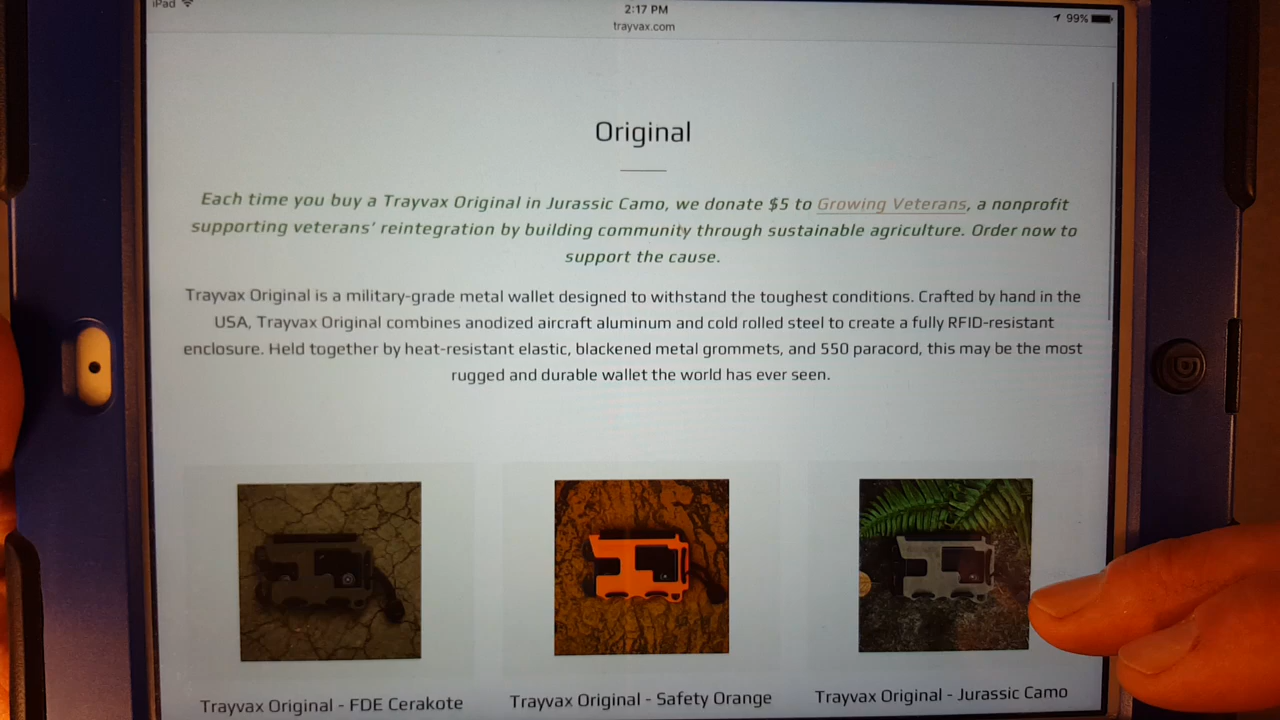 iPad
2:17 PM
99%
trayvax.com
Original
Each time you buy a Trayvax Original in Jurassic Camo, we donate $5 to Growing Veterans, a nonprofit
supporting veterans' reintegration by building community through sustainable agriculture. Order now to
support the cause.
Trayvax Original is a military-grade metal wallet designed to withstand the toughest conditions. Crafted by hand in the
USA, Trayvax Original combines anodized aircraft aluminum and cold rolled steel to create a fully RFID-resistant
enclosure. Held together by heat-resistant elastic, blackened metal grommets, and 550 paracord, this may be the most
rugged and durable wallet the world has ever seen.
Trayvax Original - FDE Cerakote
Trayvax Original - Safety Orange
Trayvax Original - Jurassic Camo